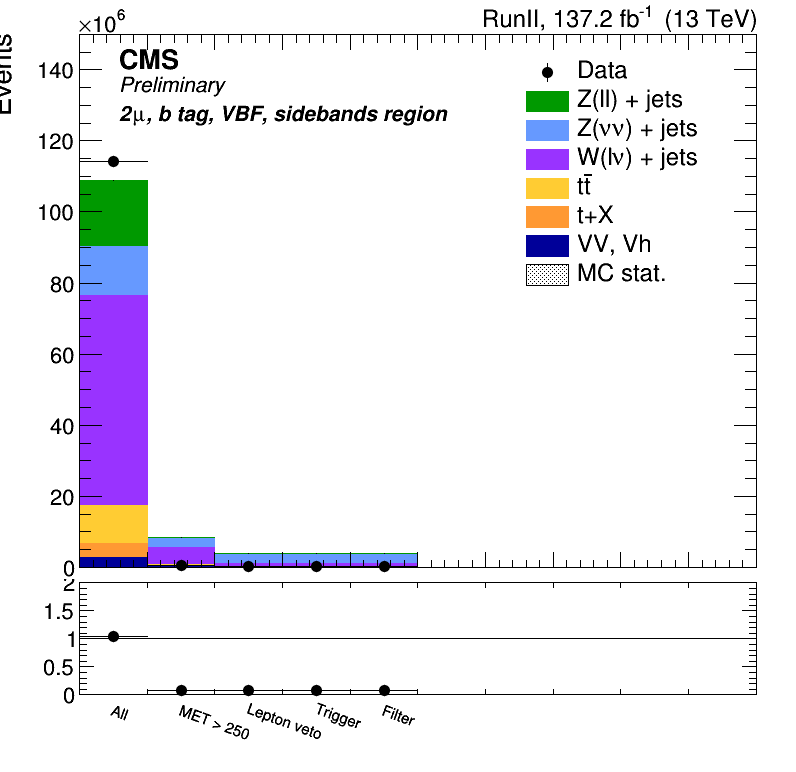 ×10⁶
RunII, 137.2 fb⁻¹ (13 TeV)
Events
CMS
Preliminary
2μ, b tag, VBF, sidebands region
Data
Z(ll) + jets
Z(νν) + jets
W(lν) + jets
tt̄
t+X
VV, Vh
MC stat.
140
120
100
80
60
40
20
0
2
1.5
1
0.5
0
All
MET > 250
Lepton veto
Trigger
Filter